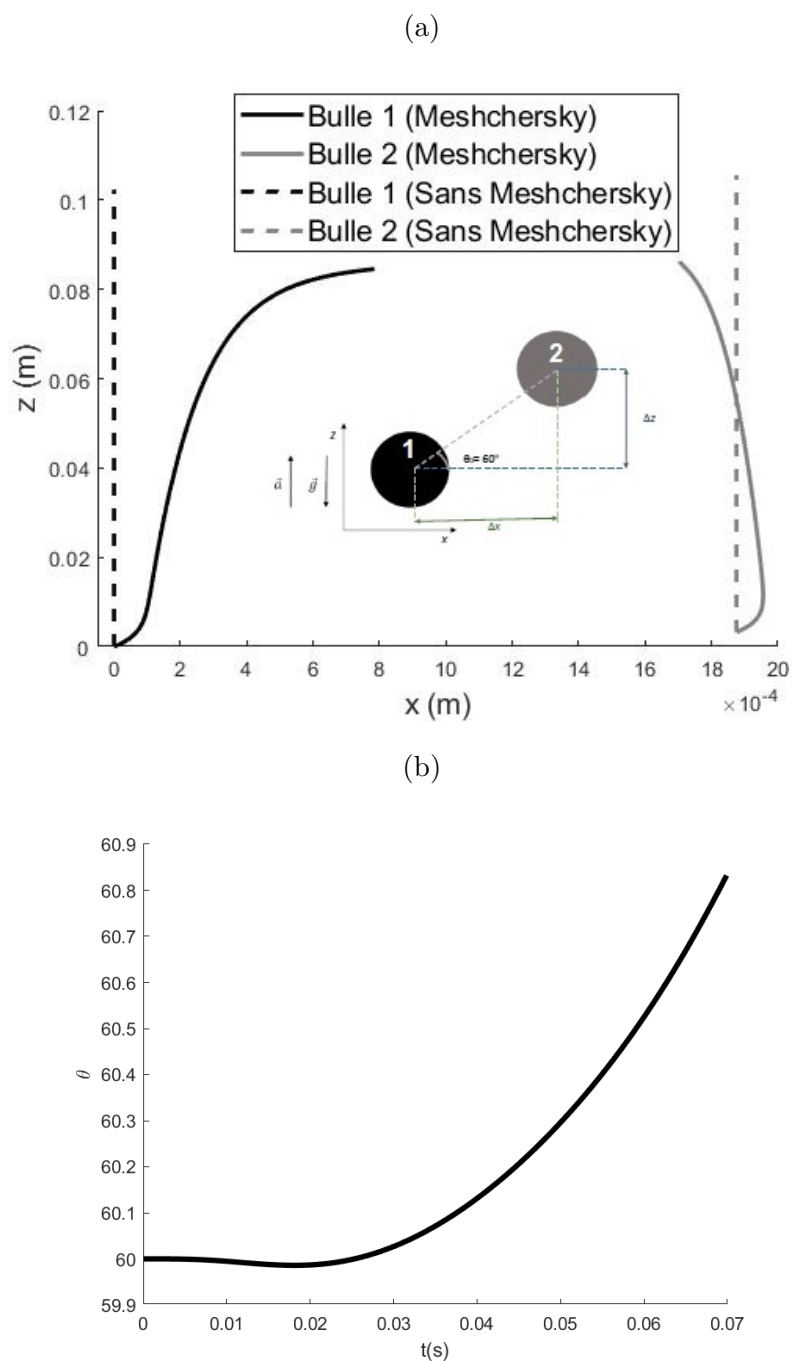 (a)
Bulle 1 (Meshchersky)
Bulle 2 (Meshchersky)
Bulle 1 (Sans Meshchersky)
Bulle 2 (Sans Meshchersky)
0.12
0.1
0.08
0.06
0.04
0.02
0
z (m)
2
1
z
x
a⃗
g⃗
θ₀= 60°
Δz
Δx
0 2 4 6 8 10 12 14 16 18 20
x (m)
×10⁻⁴
(b)
60.9
60.8
60.7
60.6
60.5
60.4
60.3
60.2
60.1
60
59.9
θ
0 0.01 0.02 0.03 0.04 0.05 0.06 0.07
t(s)